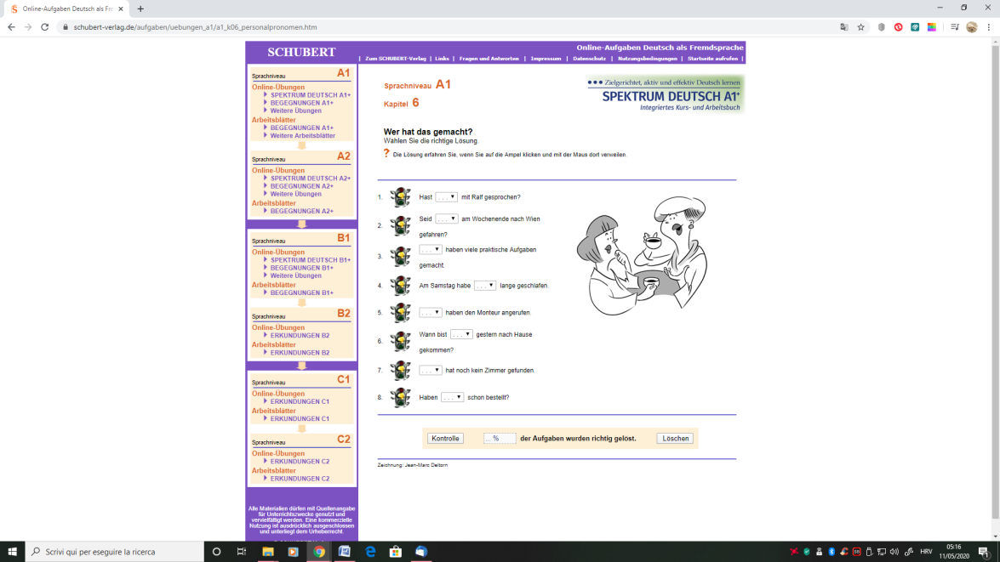 Online-Aufgaben Deutsch als Fre
schubert-verlag.de/aufgaben/uebungen_a1/a1_k06_personalpronomen.htm
SCHUBERT
Online-Aufgaben Deutsch als Fremdsprache
| Zum SCHUBERT-Verlag | Links | Fragen und Antworten | Impressum | Datenschutz | Nutzungsbedingungen | Startseite aufrufen |
Sprachniveau A1
Online-Übungen
SPEKTRUM DEUTSCH A1+
BEGEGNUNGEN A1+
Weitere Übungen
Arbeitsblätter
BEGEGNUNGEN A1+
Weitere Arbeitsblätter
Sprachniveau A2
Online-Übungen
SPEKTRUM DEUTSCH A2+
BEGEGNUNGEN A2+
Weitere Übungen
Arbeitsblätter
BEGEGNUNGEN A2+
Sprachniveau B1
Online-Übungen
SPEKTRUM DEUTSCH B1+
BEGEGNUNGEN B1+
Weitere Übungen
Arbeitsblätter
BEGEGNUNGEN B1+
Sprachniveau B2
Online-Übungen
ERKUNDUNGEN B2
Arbeitsblätter
ERKUNDUNGEN B2
Sprachniveau C1
Online-Übungen
ERKUNDUNGEN C1
Arbeitsblätter
ERKUNDUNGEN C1
Sprachniveau C2
Online-Übungen
ERKUNDUNGEN C2
Arbeitsblätter
ERKUNDUNGEN C2
Alle Materialien dürfen mit Quellenangabe
für Unterrichtszwecke genutzt und
vervielfältigt werden. Eine kommerzielle
Nutzung ist ausdrücklich ausgeschlossen
und unterliegt dem Urheberrecht.
Sprachniveau A1
Kapitel 6
●●● Zielgerichtet, aktiv und effektiv Deutsch lernen
SPEKTRUM DEUTSCH A1+
Integriertes Kurs- und Arbeitsbuch
Wer hat das gemacht?
Wählen Sie die richtige Lösung.
? Die Lösung erfahren Sie, wenn Sie auf die Ampel klicken und mit der Maus dort verweilen.
1. Hast . . . mit Ralf gesprochen?
2. Seid . . . am Wochenende nach Wien
gefahren?
3. . . . haben viele praktische Aufgaben
gemacht.
4. Am Samstag habe . . . lange geschlafen.
5. . . . haben den Monteur angerufen.
6. Wann bist . . . gestern nach Hause
gekommen?
7. . . . hat noch kein Zimmer gefunden.
8. Haben . . . schon bestellt?
Kontrolle ... % der Aufgaben wurden richtig gelöst. Löschen
Zeichnung: Jean-Marc Deltorn
Scrivi qui per eseguire la ricerca
HRV
05:16
11/05/2020